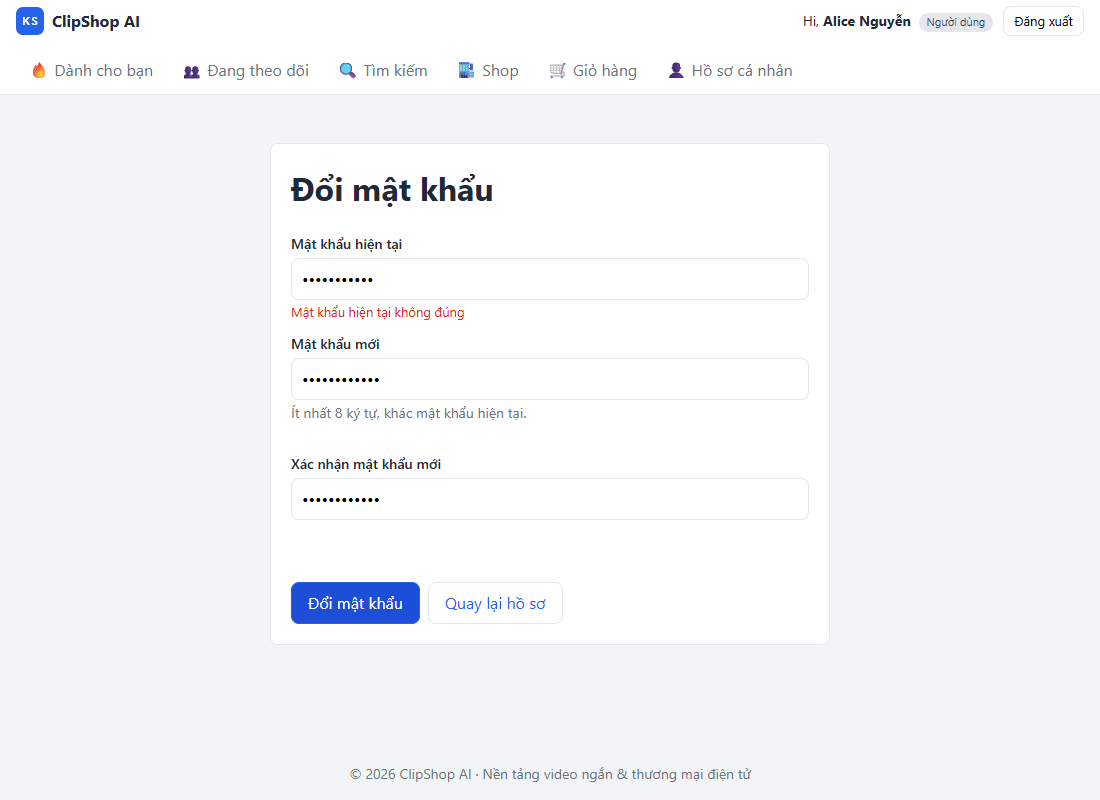 KS ClipShop AI Hi, Alice Nguyễn Người dùng Đăng xuất
Dành cho bạn Đang theo dõi Tìm kiếm Shop Giỏ hàng Hồ sơ cá nhân
Đổi mật khẩu
Mật khẩu hiện tại
•••••••••••
Mật khẩu hiện tại không đúng
Mật khẩu mới
••••••••••••
Ít nhất 8 ký tự, khác mật khẩu hiện tại.
Xác nhận mật khẩu mới
••••••••••••
Đổi mật khẩu Quay lại hồ sơ
© 2026 ClipShop AI · Nền tảng video ngắn & thương mại điện tử